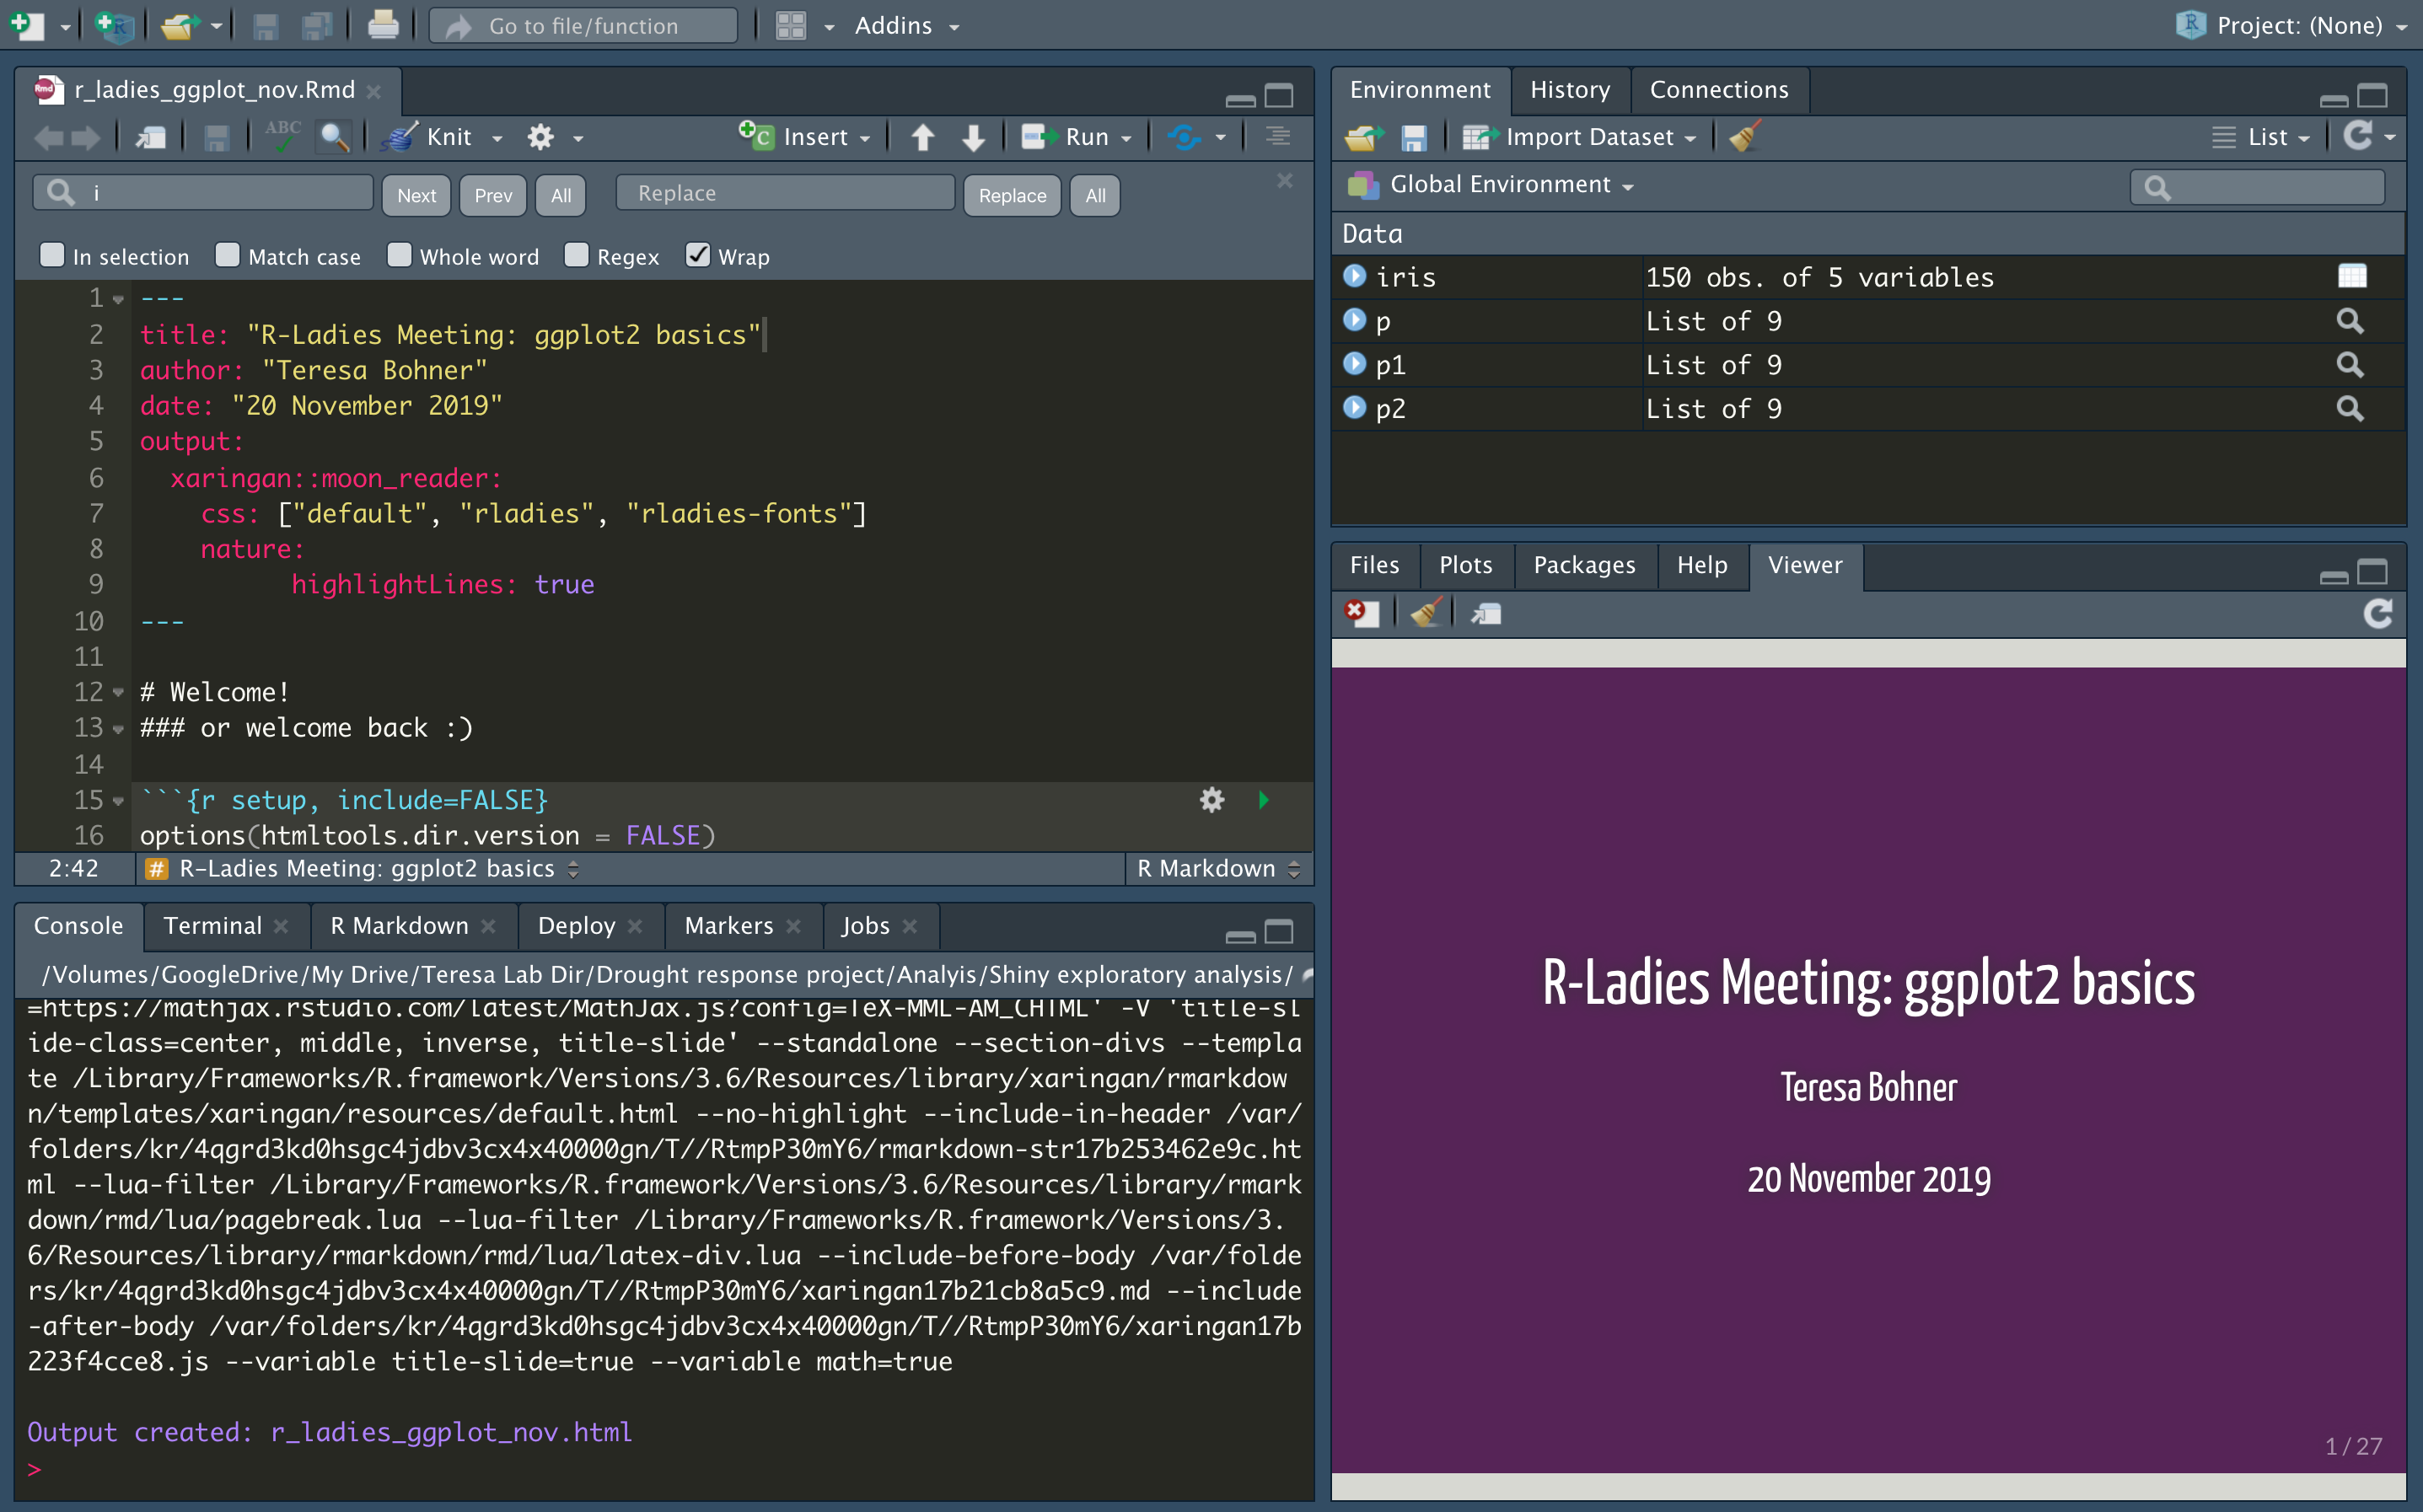 Go to file/function
Addins
Project: (None)
r_ladies_ggplot_nov.Rmd
ABC
Knit
Insert
Run
i
Next
Prev
All
Replace
Replace
All
In selection
Match case
Whole word
Regex
Wrap
1 ---
2 title: "R-Ladies Meeting: ggplot2 basics"
3 author: "Teresa Bohner"
4 date: "20 November 2019"
5 output:
6 xaringan::moon_reader:
7 css: ["default", "rladies", "rladies-fonts"]
8 nature:
9 highlightLines: true
10 ---
11
12 # Welcome!
13 ### or welcome back :)
14
15 ```{r setup, include=FALSE}
16 options(htmltools.dir.version = FALSE)
2:42
# R-Ladies Meeting: ggplot2 basics
R Markdown
Console
Terminal
R Markdown
Deploy
Markers
Jobs
/Volumes/GoogleDrive/My Drive/Teresa Lab Dir/Drought response project/Analyis/Shiny exploratory analysis/
=https://mathjax.rstudio.com/latest/MathJax.js?config=TeX-MML-AM_CHTML' -V 'title-sl
ide-class=center, middle, inverse, title-slide' --standalone --section-divs --templa
te /Library/Frameworks/R.framework/Versions/3.6/Resources/library/xaringan/rmarkdow
n/templates/xaringan/resources/default.html --no-highlight --include-in-header /var/
folders/kr/4qgrd3kd0hsgc4jdbv3cx4x40000gn/T//RtmpP30mY6/rmarkdown-str17b253462e9c.ht
ml --lua-filter /Library/Frameworks/R.framework/Versions/3.6/Resources/library/rmark
down/rmd/lua/pagebreak.lua --lua-filter /Library/Frameworks/R.framework/Versions/3.
6/Resources/library/rmarkdown/rmd/lua/latex-div.lua --include-before-body /var/folde
rs/kr/4qgrd3kd0hsgc4jdbv3cx4x40000gn/T//RtmpP30mY6/xaringan17b21cb8a5c9.md --include
-after-body /var/folders/kr/4qgrd3kd0hsgc4jdbv3cx4x40000gn/T//RtmpP30mY6/xaringan17b
223f4cce8.js --variable title-slide=true --variable math=true
Output created: r_ladies_ggplot_nov.html
>
Environment
History
Connections
Import Dataset
List
Global Environment
Data
iris 150 obs. of 5 variables
p List of 9
p1 List of 9
p2 List of 9
Files
Plots
Packages
Help
Viewer
R-Ladies Meeting: ggplot2 basics
Teresa Bohner
20 November 2019
1 / 27